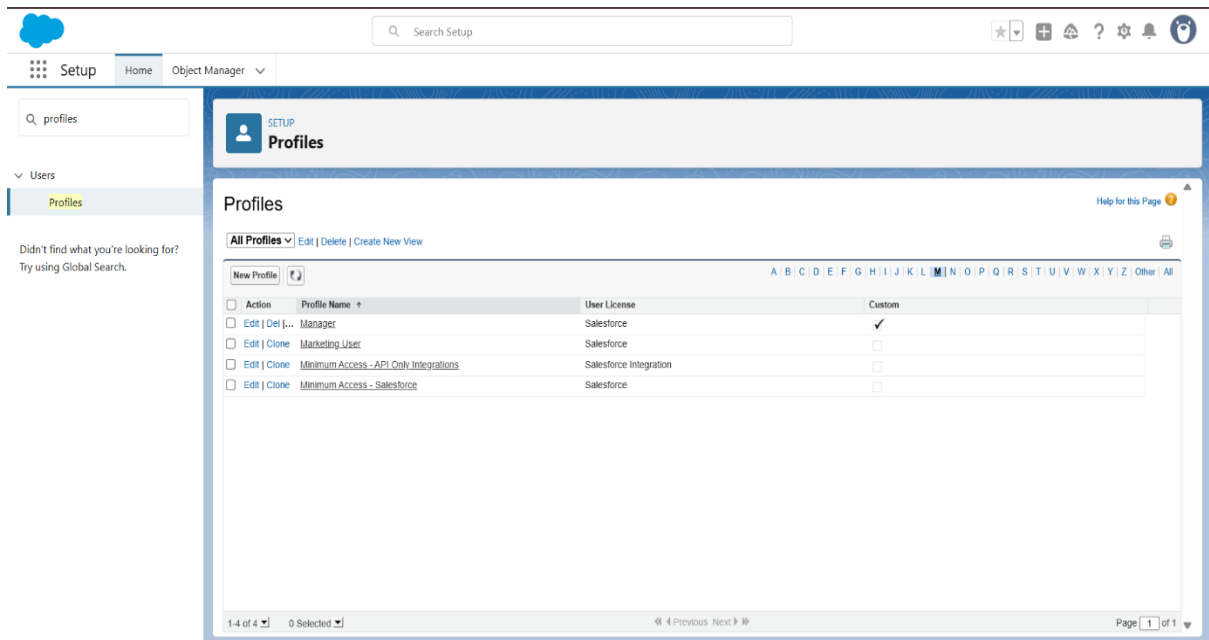 Search Setup
Setup Home Object Manager
profiles
Users
Profiles
Didn't find what you're looking for?
Try using Global Search.
SETUP
Profiles
Profiles
Help for this Page ?
All Profiles Edit | Delete | Create New View
New Profile A | B | C | D | E | F | G | H | I | J | K | L | M | N | O | P | Q | R | S | T | U | V | W | X | Y | Z | Other | All
Action Profile Name User License Custom
Edit | Del | ... Manager Salesforce
Edit | Clone Marketing User Salesforce
Edit | Clone Minimum Access - API Only Integrations Salesforce Integration
Edit | Clone Minimum Access - Salesforce Salesforce
1-4 of 4 0 Selected Previous Next Page 1 of 1